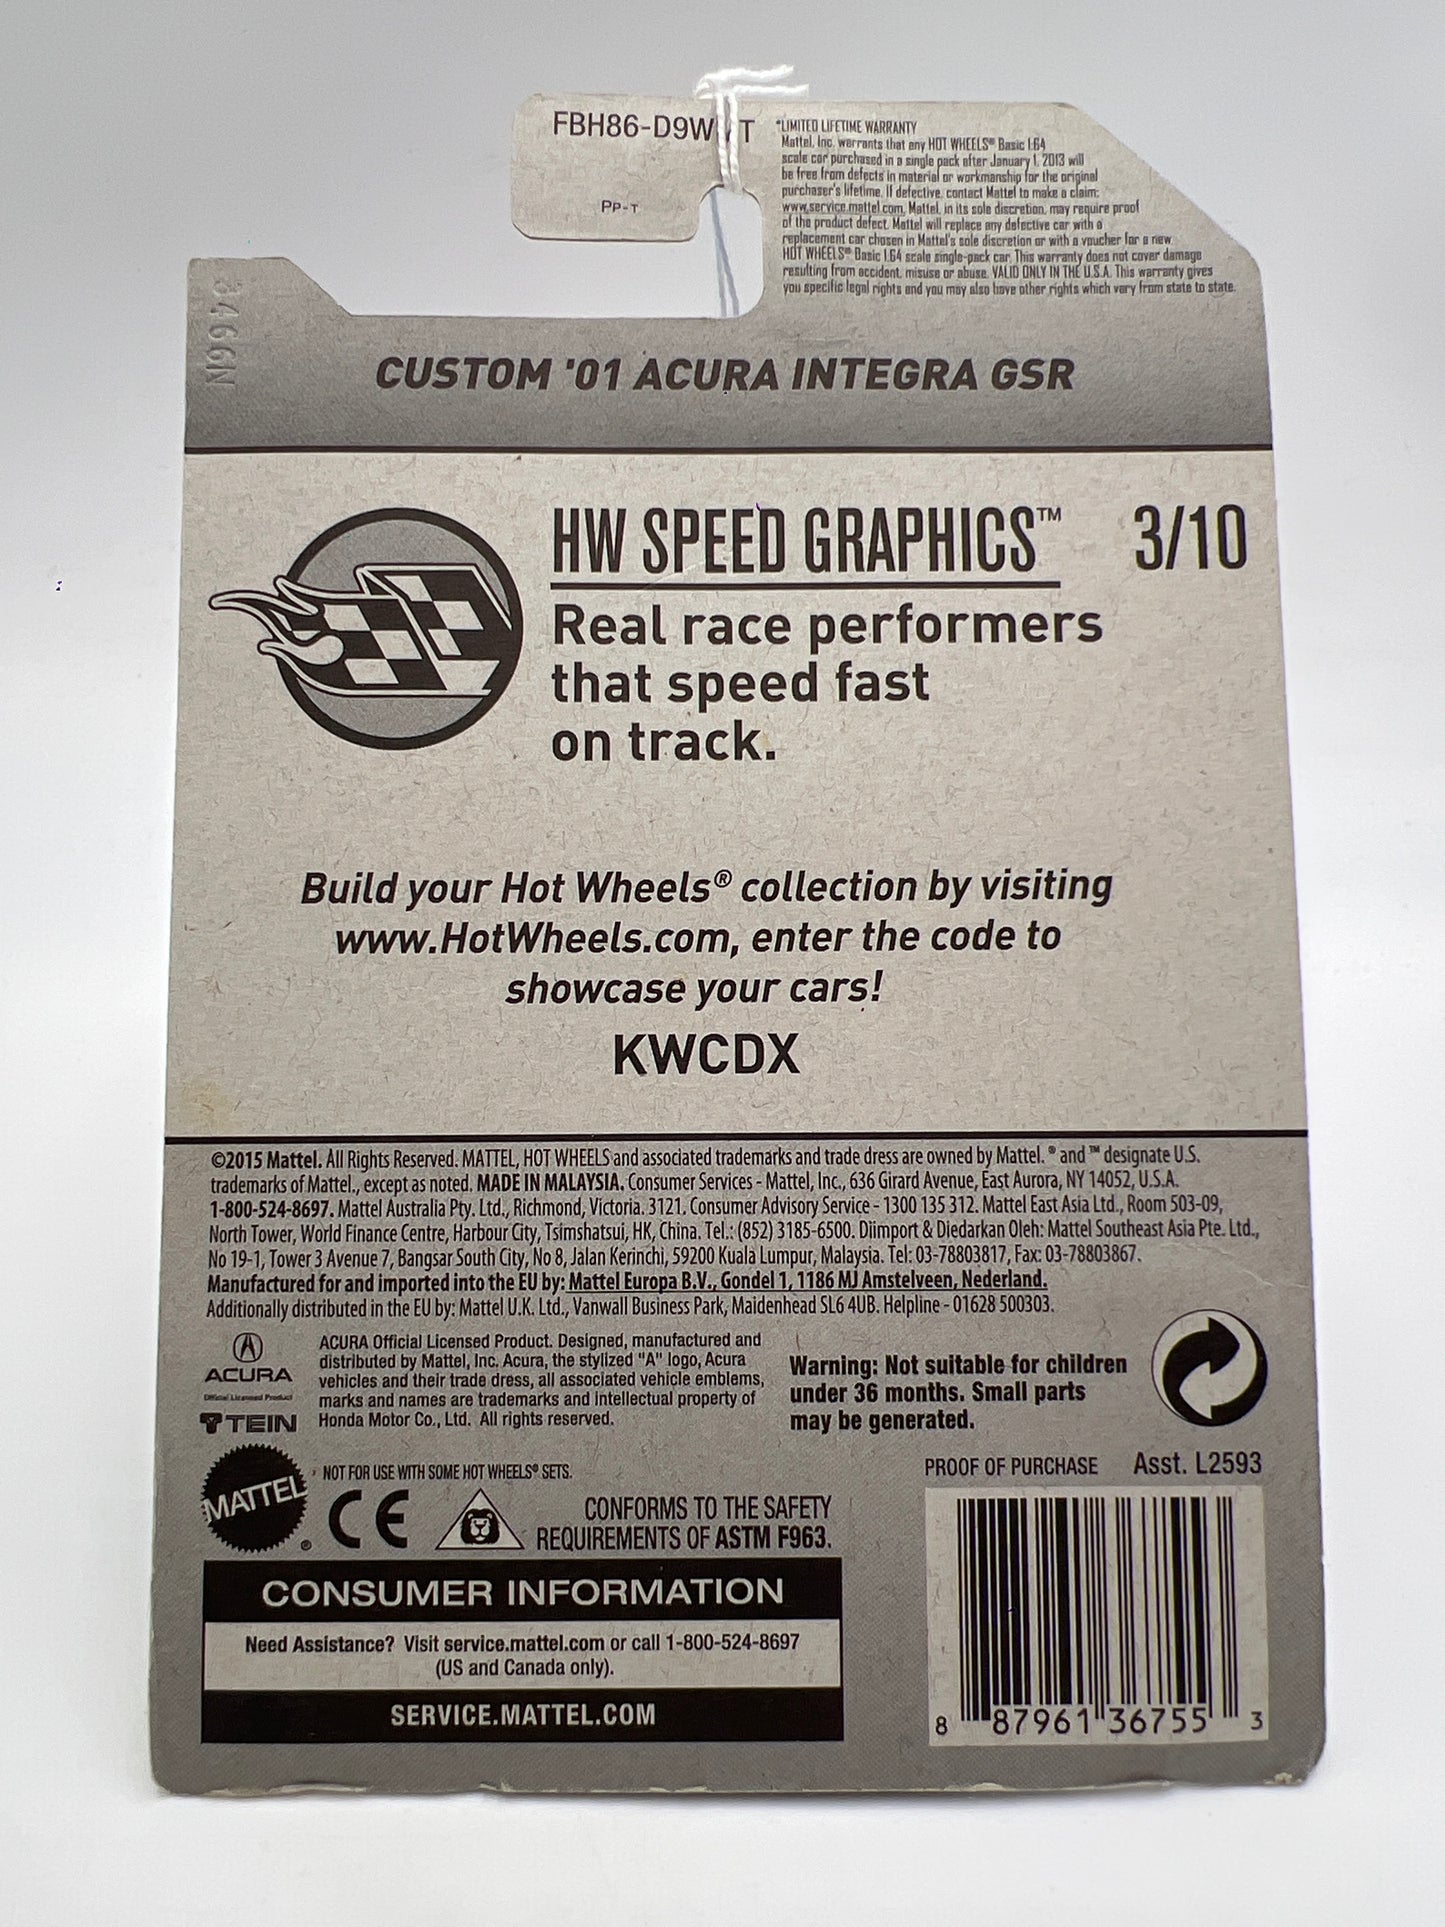 FBH86-D9W T
PP-T
*LIMITED LIFETIME WARRANTY
Mattel, Inc. warrants that any HOT WHEELS® Basic 1:64
scale car purchased in a single pack after January 1, 2013 will
be free from defects in material or workmanship for the original
purchaser's lifetime. If defective, contact Mattel to make a claim:
www.service.mattel.com. Mattel, in its sole discretion, may require proof
of the product defect. Mattel will replace any defective car with a
replacement car chosen in Mattel's sole discretion or with a voucher for a new
HOT WHEELS® Basic 1:64 scale single-pack car. This warranty does not cover damage
resulting from accident, misuse or abuse. VALID ONLY IN THE U.S.A. This warranty gives
you specific legal rights and you may also have other rights which vary from state to state.
3466N
CUSTOM '01 ACURA INTEGRA GSR
HW SPEED GRAPHICS™ 3/10
Real race performers
that speed fast
on track.
Build your Hot Wheels® collection by visiting
www.HotWheels.com, enter the code to
showcase your cars!
KWCDX
©2015 Mattel. All Rights Reserved. MATTEL, HOT WHEELS and associated trademarks and trade dress are owned by Mattel. ® and ™ designate U.S.
trademarks of Mattel., except as noted. MADE IN MALAYSIA. Consumer Services - Mattel, Inc., 636 Girard Avenue, East Aurora, NY 14052, U.S.A.
1-800-524-8697. Mattel Australia Pty. Ltd., Richmond, Victoria. 3121. Consumer Advisory Service - 1300 135 312. Mattel East Asia Ltd., Room 503-09,
North Tower, World Finance Centre, Harbour City, Tsimshatsui, HK, China. Tel.: (852) 3185-6500. Diimport & Diedarkan Oleh: Mattel Southeast Asia Pte. Ltd.,
No 19-1, Tower 3 Avenue 7, Bangsar South City, No 8, Jalan Kerinchi, 59200 Kuala Lumpur, Malaysia. Tel: 03-78803817, Fax: 03-78803867.
Manufactured for and imported into the EU by: Mattel Europa B.V., Gondel 1, 1186 MJ Amstelveen, Nederland.
Additionally distributed in the EU by: Mattel U.K. Ltd., Vanwall Business Park, Maidenhead SL6 4UB. Helpline - 01628 500303.
ACURA
Official Licensed Product
TEIN
ACURA Official Licensed Product. Designed, manufactured and
distributed by Mattel, Inc. Acura, the stylized "A" logo, Acura
vehicles and their trade dress, all associated vehicle emblems,
marks and names are trademarks and intellectual property of
Honda Motor Co., Ltd. All rights reserved.
Warning: Not suitable for children
under 36 months. Small parts
may be generated.
MATTEL®
NOT FOR USE WITH SOME HOT WHEELS® SETS.
CE
CONFORMS TO THE SAFETY
REQUIREMENTS OF ASTM F963.
PROOF OF PURCHASE Asst. L2593
CONSUMER INFORMATION
Need Assistance? Visit service.mattel.com or call 1-800-524-8697
(US and Canada only).
SERVICE.MATTEL.COM
8 87961 36755 3